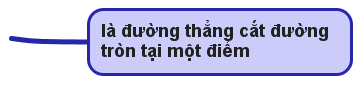 là đường thẳng cắt đường
tròn tại một điểm